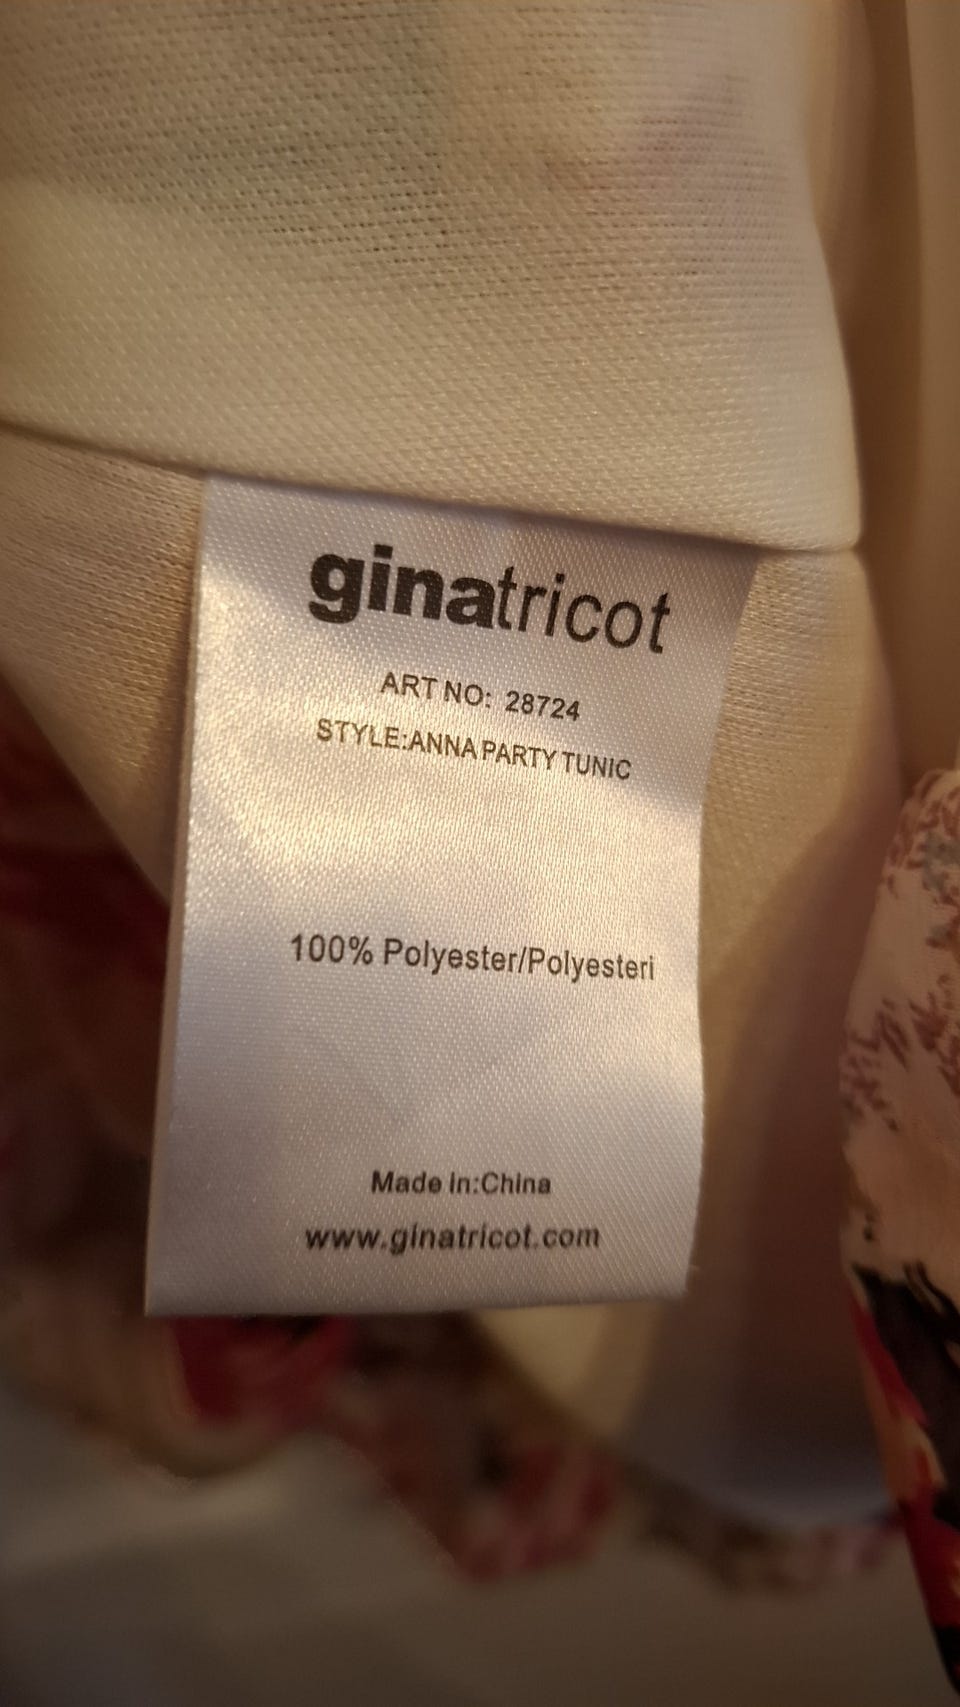 ginatricot
ART NO: 28724
STYLE:ANNA PARTY TUNIC
100% Polyester/Polyesteri
Made in:China
www.ginatricot.com